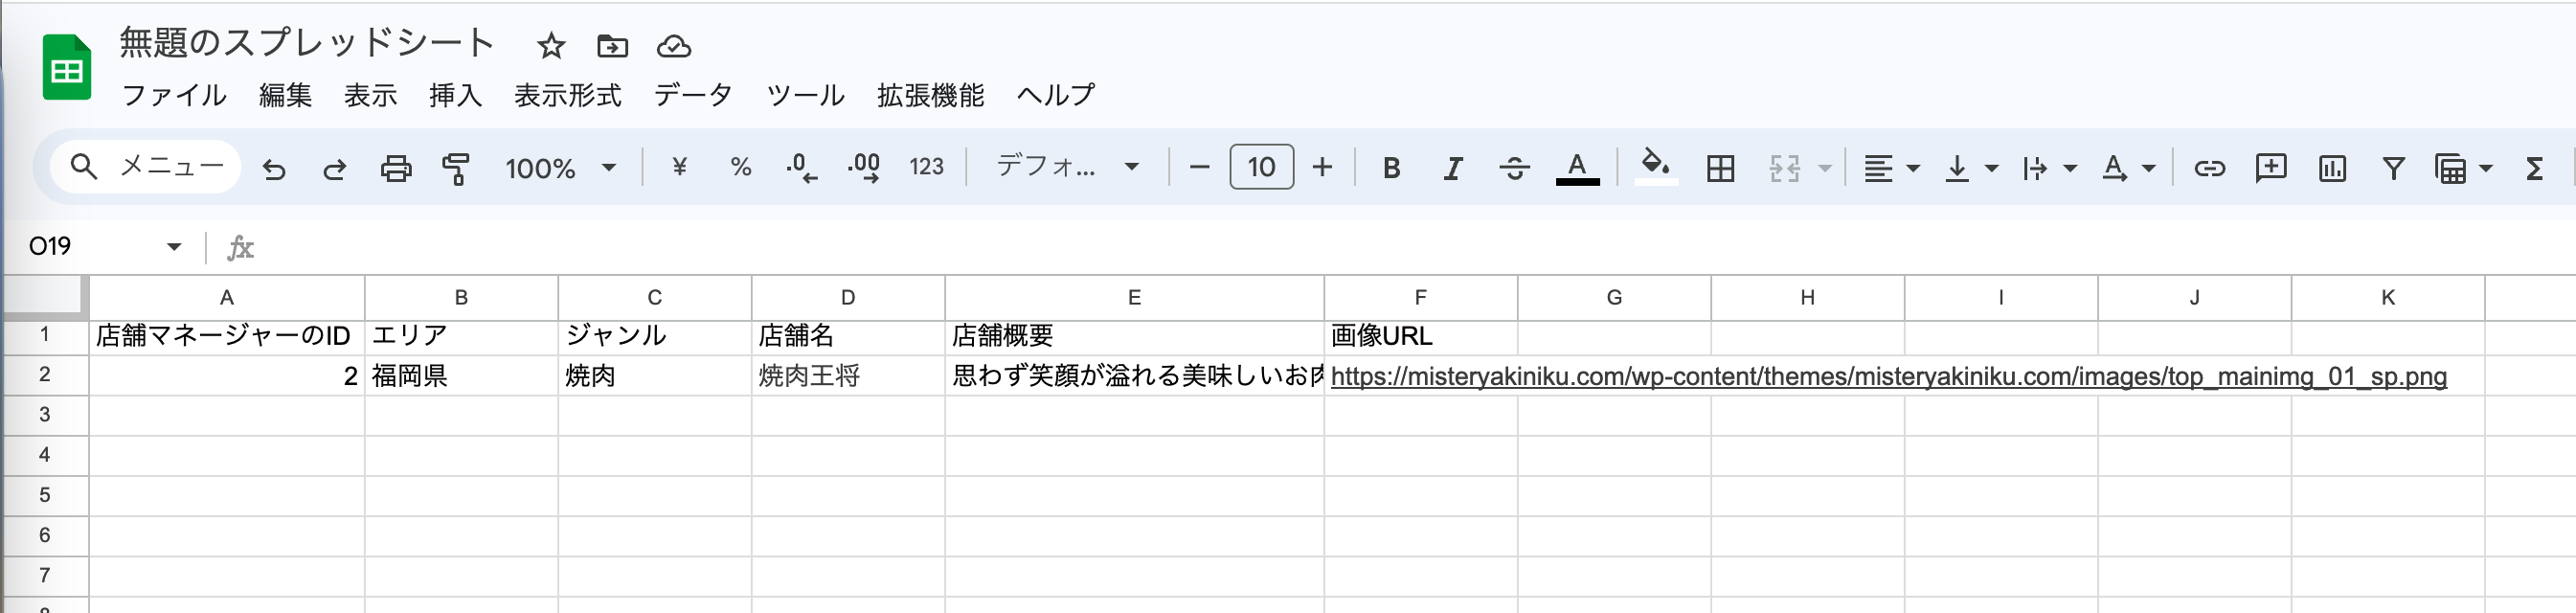 無題のスプレッドシート
ファイル 編集 表示 挿入 表示形式 データ ツール 拡張機能 ヘルプ
メニュー 100% ¥ % .0 .00 123 デフォ... 10 B I S A A Σ
O19 fx
A B C D E F G H I J K
1 店舗マネージャーのID エリア ジャンル 店舗名 店舗概要 画像URL
2 2 福岡県 焼肉 焼肉王将 思わず笑顔が溢れる美味しいお肉 https://misteryakiniku.com/wp-content/themes/misteryakiniku.com/images/top_mainimg_01_sp.png
3
4
5
6
7